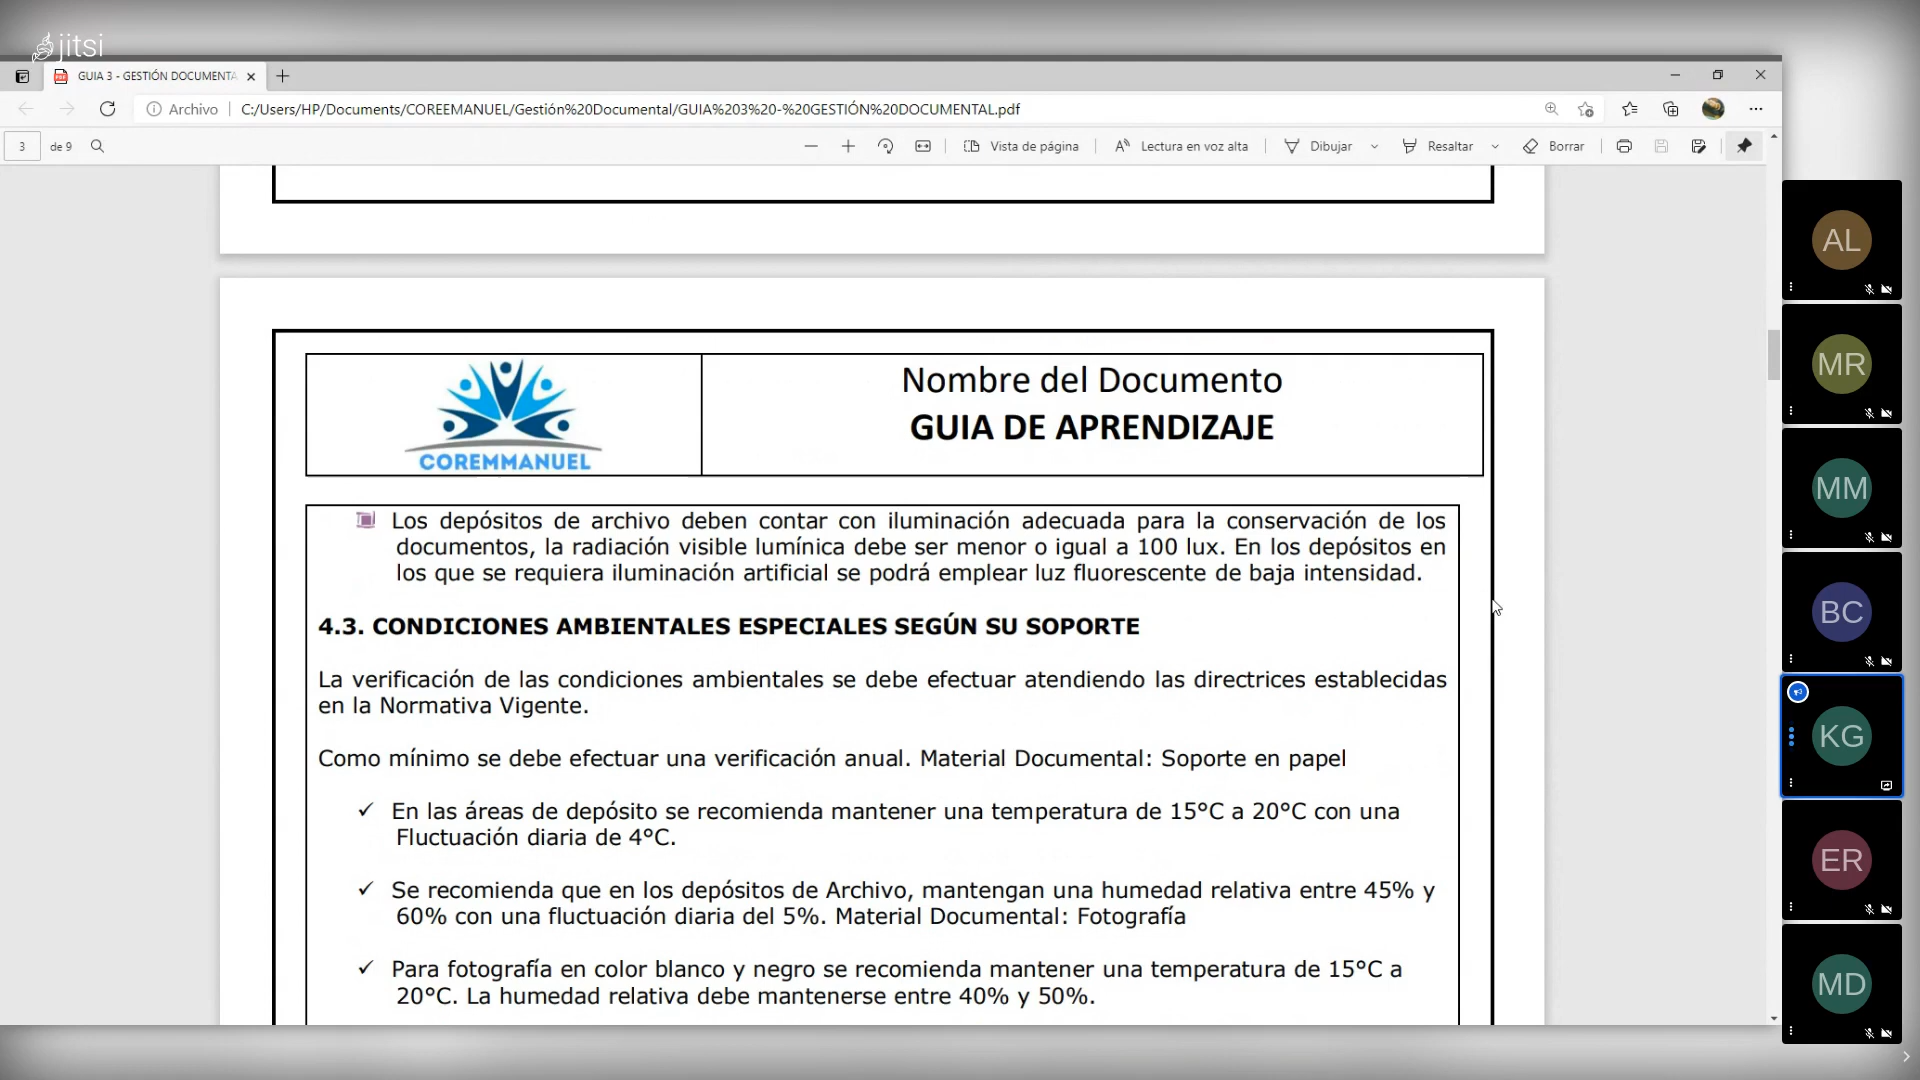 jitsi
GUIA 3 - GESTIÓN DOCUMENTA
Archivo
C:/Users/HP/Documents/COREEMANUEL/Gestión%20Documental/GUIA%203%20-%20GESTIÓN%20DOCUMENTAL.pdf
3 de 9
Vista de página
Lectura en voz alta
Dibujar
Resaltar
Borrar
COREMMANUEL
Nombre del Documento
GUIA DE APRENDIZAJE
Los depósitos de archivo deben contar con iluminación adecuada para la conservación de los
documentos, la radiación visible lumínica debe ser menor o igual a 100 lux. En los depósitos en
los que se requiera iluminación artificial se podrá emplear luz fluorescente de baja intensidad.
4.3. CONDICIONES AMBIENTALES ESPECIALES SEGÚN SU SOPORTE
La verificación de las condiciones ambientales se debe efectuar atendiendo las directrices establecidas
en la Normativa Vigente.
Como mínimo se debe efectuar una verificación anual. Material Documental: Soporte en papel
✓ En las áreas de depósito se recomienda mantener una temperatura de 15°C a 20°C con una
Fluctuación diaria de 4°C.
✓ Se recomienda que en los depósitos de Archivo, mantengan una humedad relativa entre 45% y
60% con una fluctuación diaria del 5%. Material Documental: Fotografía
✓ Para fotografía en color blanco y negro se recomienda mantener una temperatura de 15°C a
20°C. La humedad relativa debe mantenerse entre 40% y 50%.
AL
MR
MM
BC
KG
ER
MD